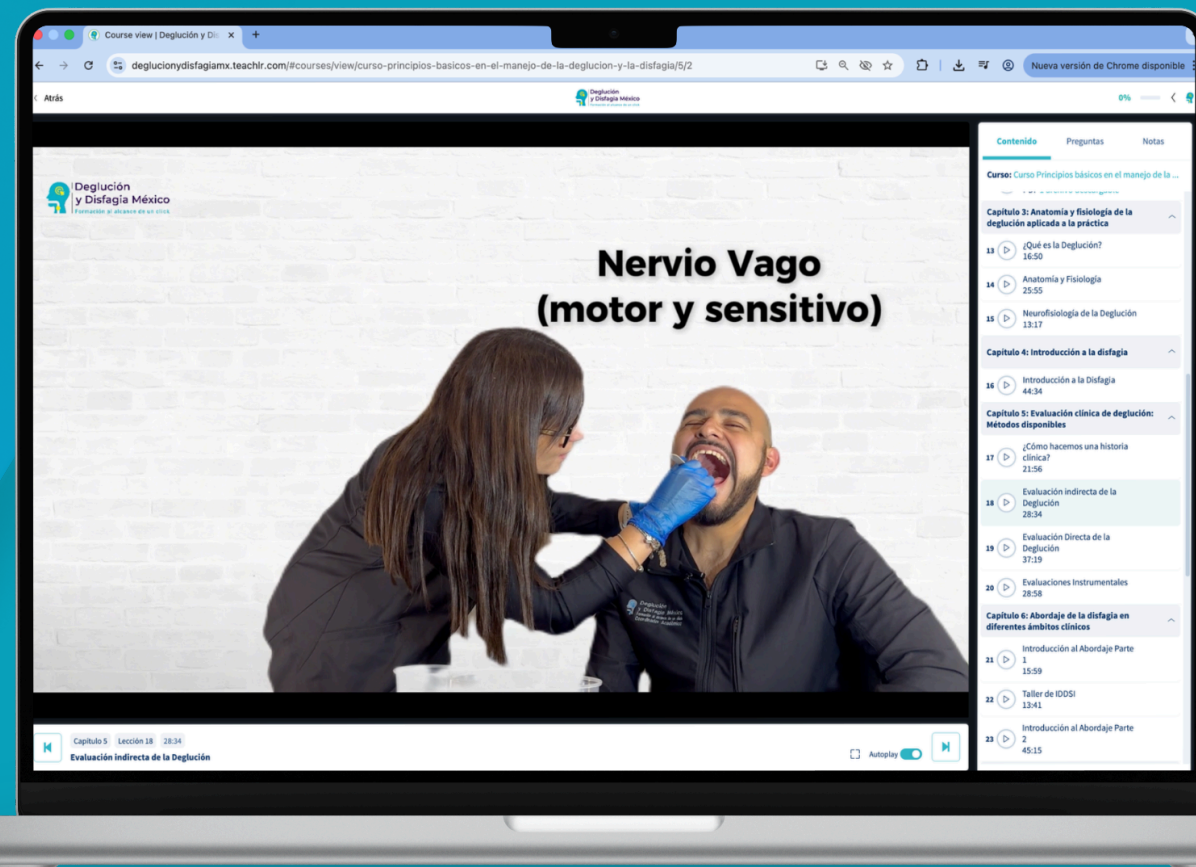 Course view | Deglución y Dis
deglucionydisfagiamx.teachlr.com/#courses/view/curso-principios-basicos-en-el-manejo-de-la-deglucion-y-la-disfagia/5/2
Nueva versión de Chrome disponible
Atrás
Deglución
y Disfagia México
0%
Deglución
y Disfagia México
Formación al alcance de un click
Nervio Vago
(motor y sensitivo)
Deglución
y Disfagia México
Capítulo 5 Lección 18 28:34
Evaluación indirecta de la Deglución
Autoplay
Contenido Preguntas Notas
Curso: Curso Principios básicos en el manejo de la ...
Capítulo 3: Anatomía y fisiología de la
deglución aplicada a la práctica
13 ¿Qué es la Deglución?
16:50
14 Anatomía y Fisiología
25:55
15 Neurofisiología de la Deglución
13:17
Capítulo 4: Introducción a la disfagia
16 Introducción a la Disfagia
44:34
Capítulo 5: Evaluación clínica de deglución:
Métodos disponibles
¿Cómo hacemos una historia
17 clínica?
21:56
Evaluación indirecta de la
18 Deglución
28:34
Evaluación Directa de la
19 Deglución
37:19
20 Evaluaciones Instrumentales
28:58
Capítulo 6: Abordaje de la disfagia en
diferentes ámbitos clínicos
Introducción al Abordaje Parte
21 1
15:59
22 Taller de IDDSI
13:41
Introducción al Abordaje Parte
23 2
45:15